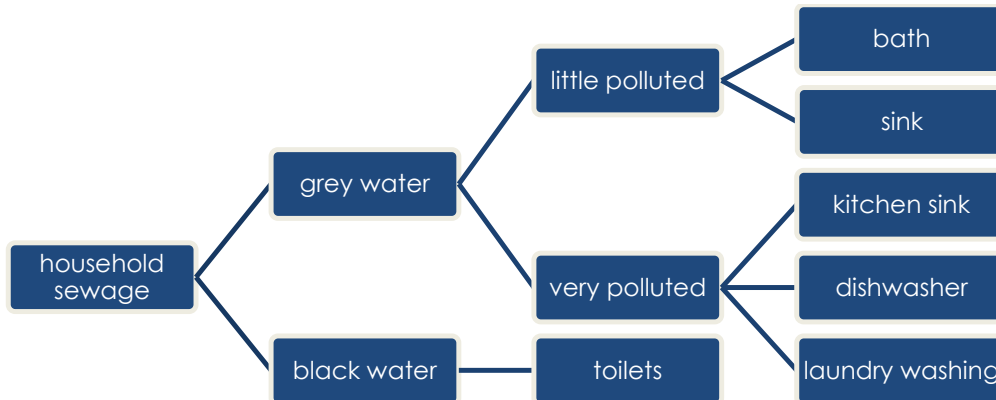 bath
little polluted
sink
grey water
kitchen sink
household
sewage
very polluted
dishwasher
black water
toilets
laundry washing